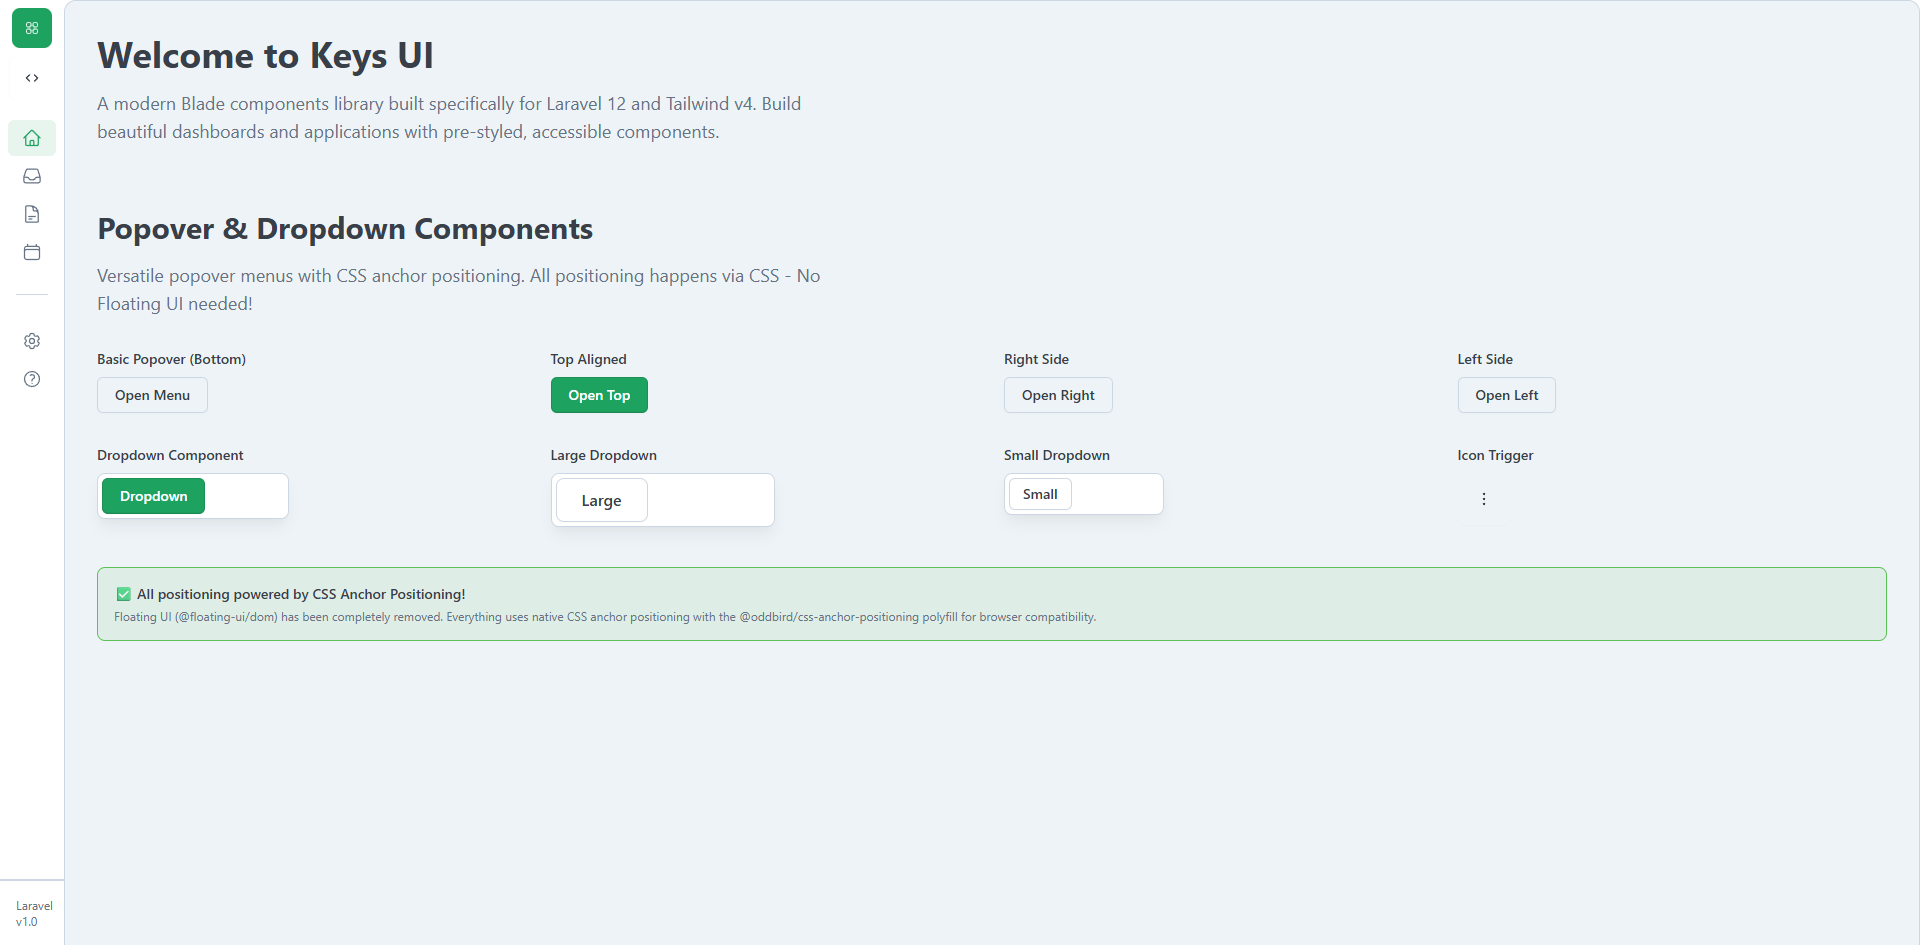 Welcome to Keys UI
A modern Blade components library built specifically for Laravel 12 and Tailwind v4. Build
beautiful dashboards and applications with pre-styled, accessible components.
Popover & Dropdown Components
Versatile popover menus with CSS anchor positioning. All positioning happens via CSS - No
Floating UI needed!
Basic Popover (Bottom)
Open Menu
Top Aligned
Open Top
Right Side
Open Right
Left Side
Open Left
Dropdown Component
Dropdown
Large Dropdown
Large
Small Dropdown
Small
Icon Trigger
✅ All positioning powered by CSS Anchor Positioning!
Floating UI (@floating-ui/dom) has been completely removed. Everything uses native CSS anchor positioning with the @oddbird/css-anchor-positioning polyfill for browser compatibility.
Laravel
v1.0